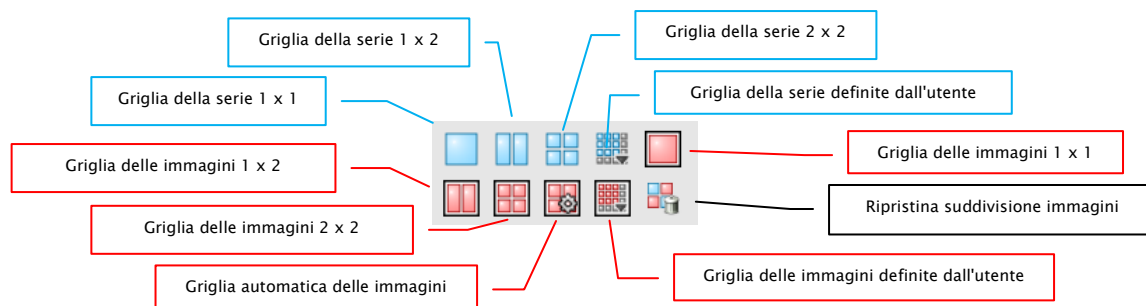 Griglia della serie 1 x 2
Griglia della serie 2 x 2
Griglia della serie 1 x 1
Griglia della serie definite dall'utente
Griglia delle immagini 1 x 2
Griglia delle immagini 1 x 1
Griglia delle immagini 2 x 2
Ripristina suddivisione immagini
Griglia automatica delle immagini
Griglia delle immagini definite dall'utente